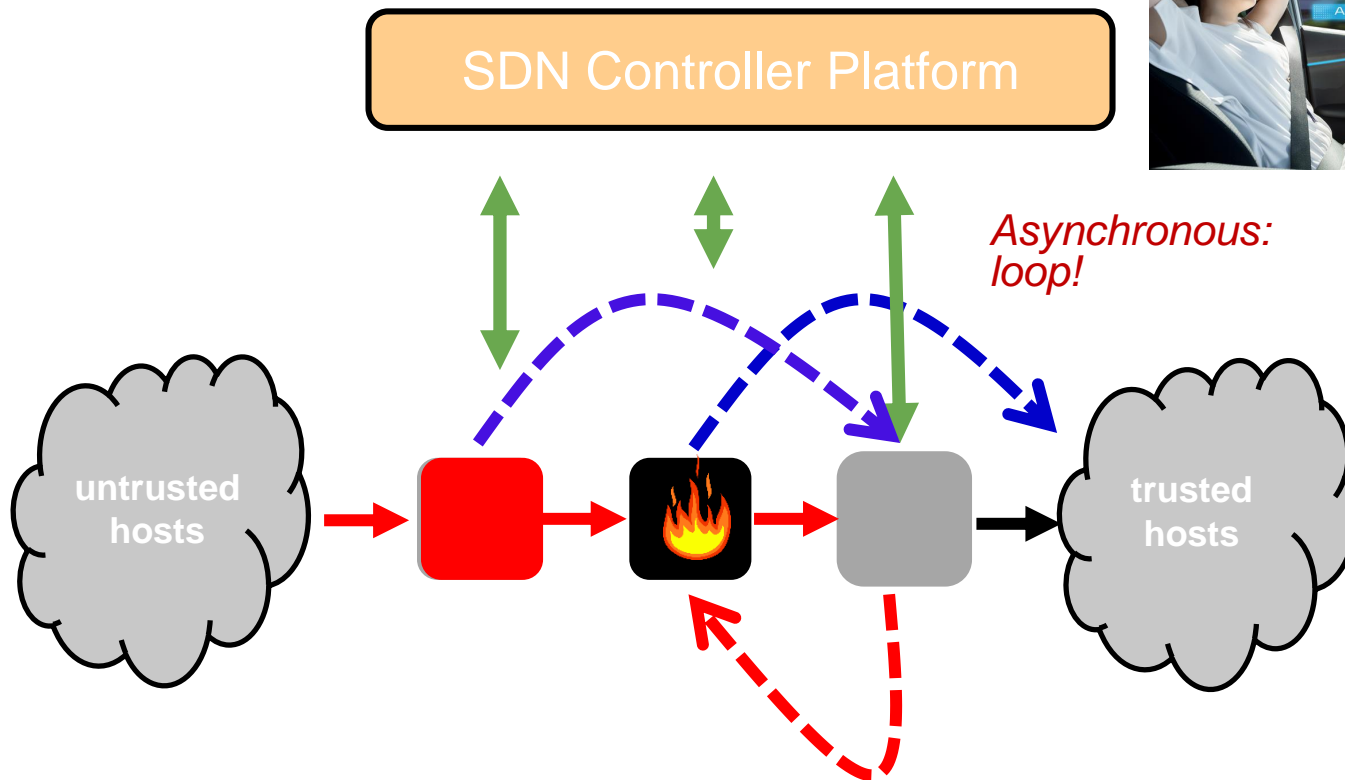 SDN Controller Platform
Asynchronous:
loop!
untrusted
hosts
trusted
hosts